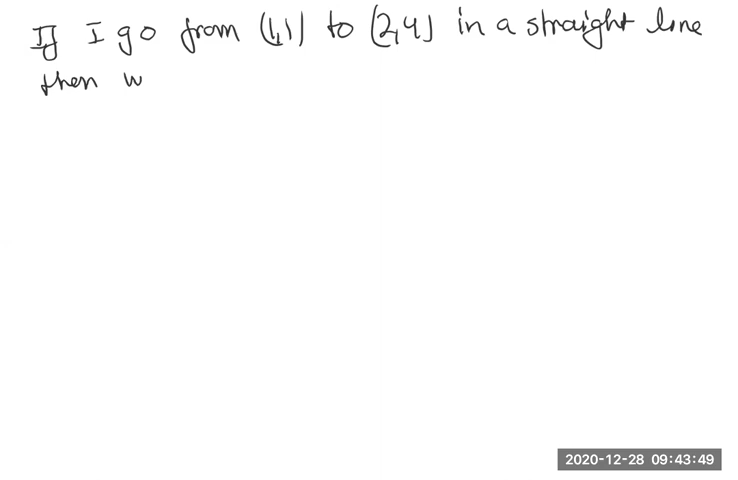 If I go from (1,1) to (2,4) in a straight line
then w
2020-12-28 09:43:49